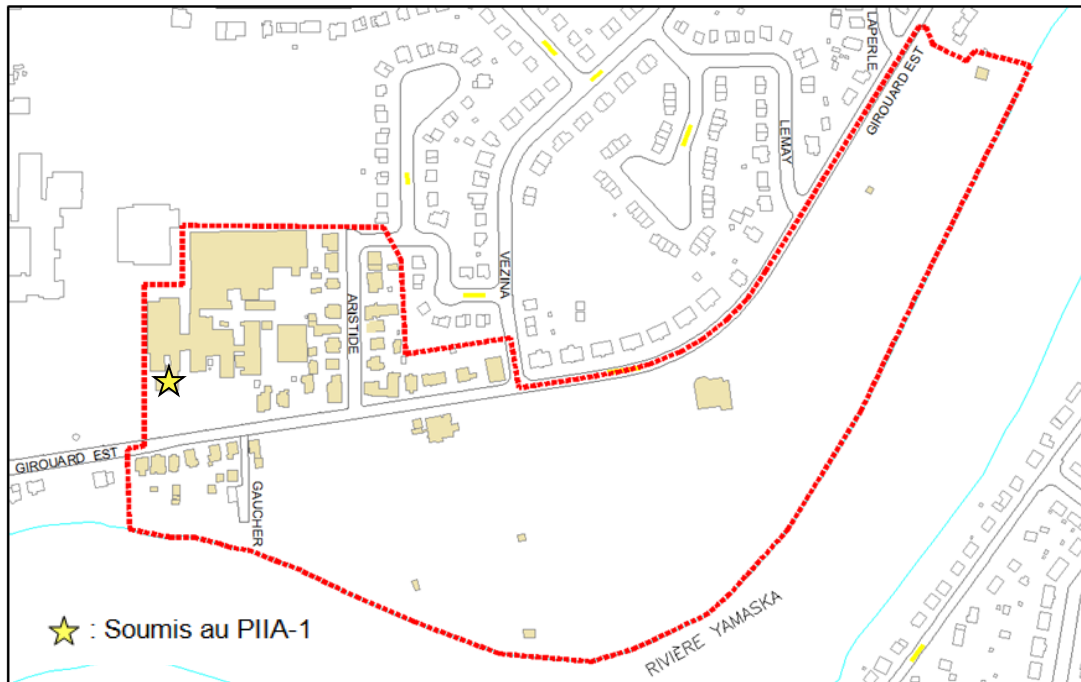 LAPERLE
GIROUARD EST
LEMAY
VEZINA
ARISTIDE
GIROUARD EST
GAUCHER
RIVIÈRE YAMASKA
: Soumis au PIIA-1